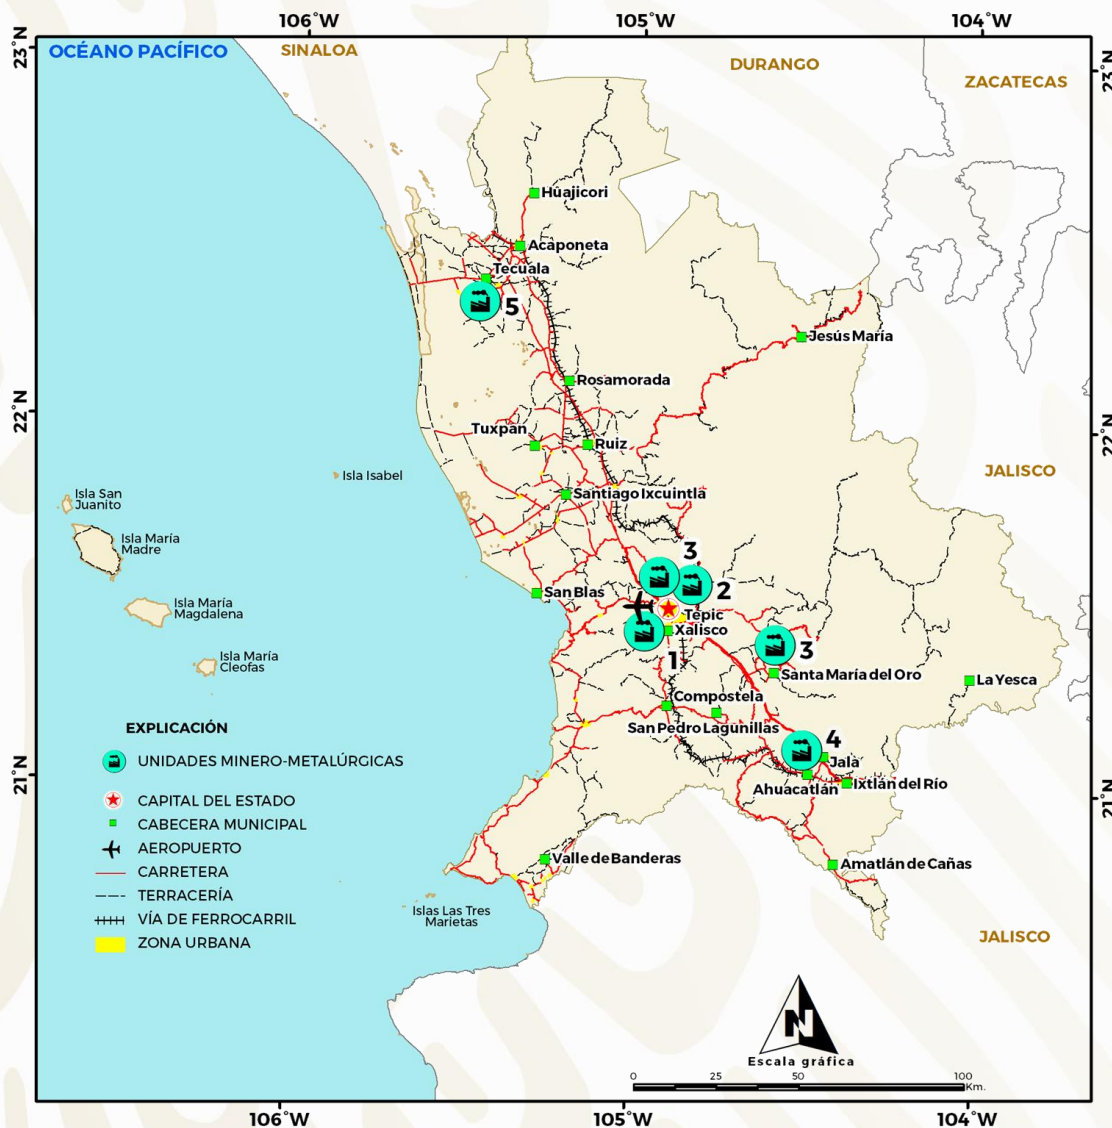 106°W
105°W
104°W
23°N
23°N
OCÉANO PACÍFICO
SINALOA
DURANGO
ZACATECAS
Huajicori
Acaponeta
Tecuala
5
Jesús María
Rosamorada
22°N
22°N
Tuxpan
Ruiz
JALISCO
Isla Isabel
Santiago Ixcuintla
Isla San
Juanito
Isla María
Madre
3
2
San Blas
Isla María
Magdalena
Tepic
Xalisco
1
3
Isla María
Cleofas
Santa María del Oro
La Yesca
Compostela
San Pedro Lagunillas
EXPLICACIÓN
4
UNIDADES MINERO-METALÚRGICAS
Jala
21°N
21°N
Ahuacatlán
Ixtlán del Río
CAPITAL DEL ESTADO
CABECERA MUNICIPAL
AEROPUERTO
CARRETERA
TERRACERÍA
VÍA DE FERROCARRIL
ZONA URBANA
Valle de Banderas
Amatlán de Cañas
Islas Las Tres
Marietas
JALISCO
N
Escala gráfica
0 25 50 100
Km.
106°W
105°W
104°W